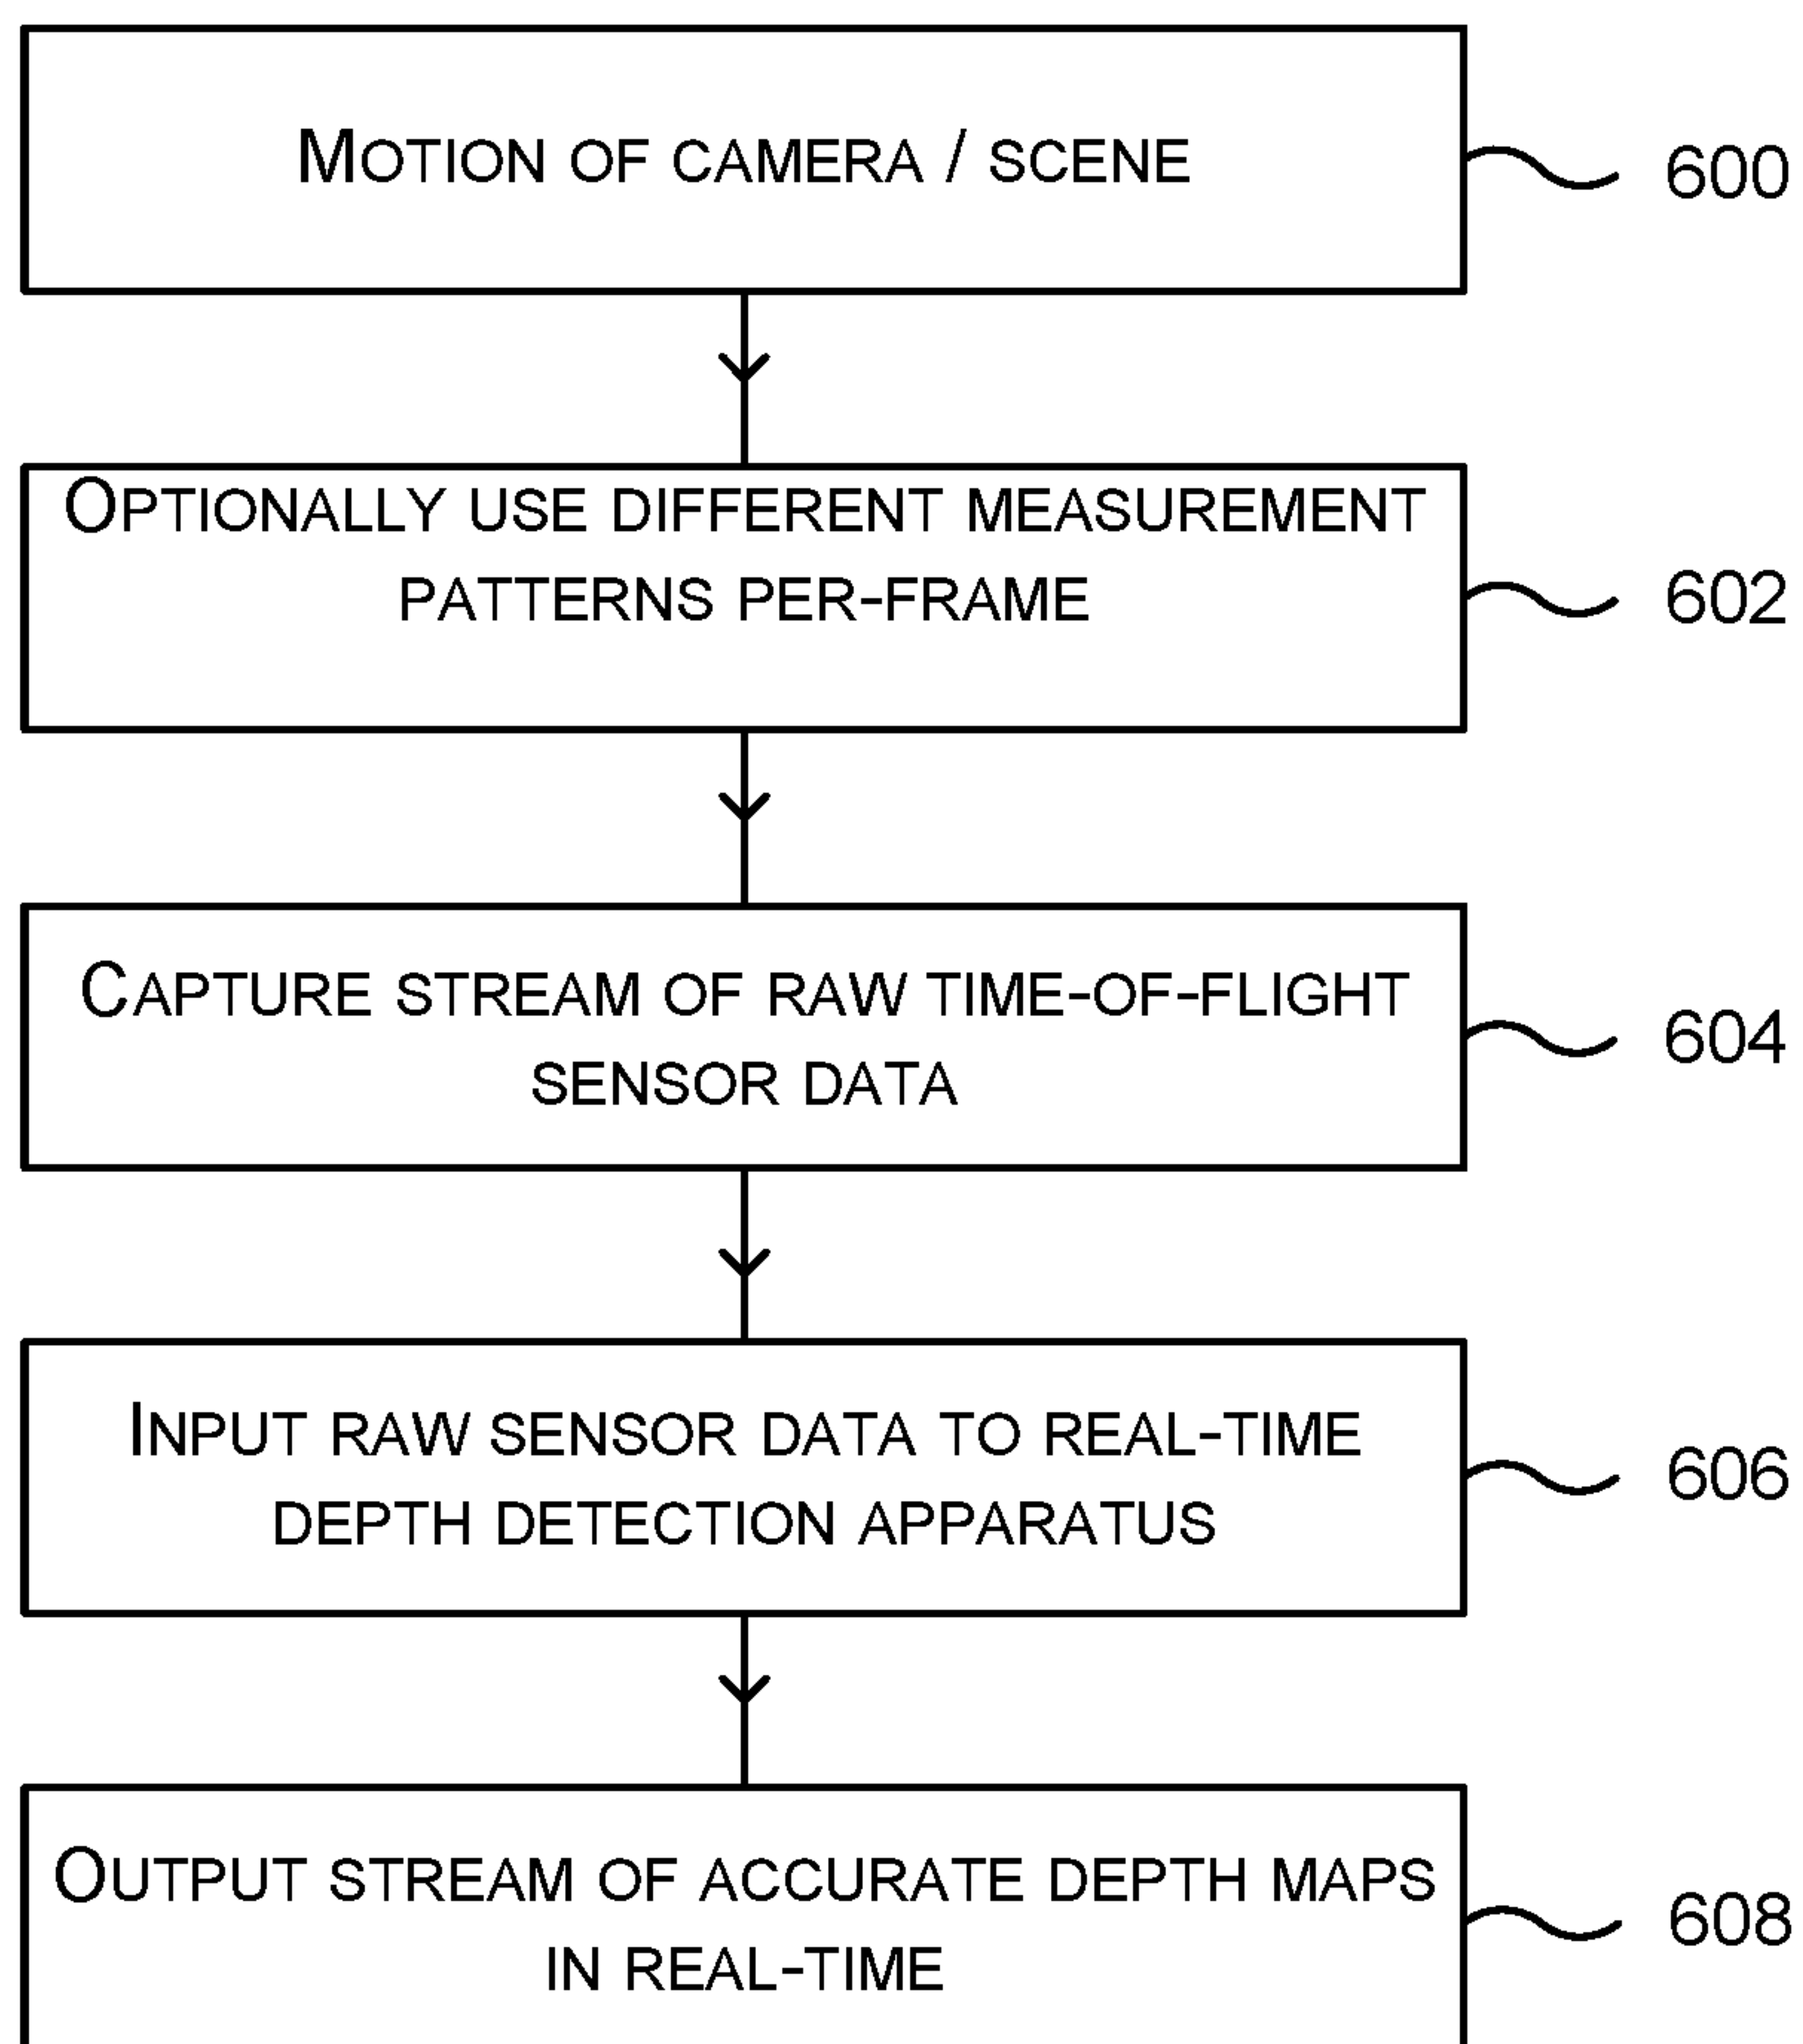 MOTION OF CAMERA / SCENE
600
OPTIONALLY USE DIFFERENT MEASUREMENT
PATTERNS PER-FRAME
602
CAPTURE STREAM OF RAW TIME-OF-FLIGHT
SENSOR DATA
604
INPUT RAW SENSOR DATA TO REAL-TIME
DEPTH DETECTION APPARATUS
606
OUTPUT STREAM OF ACCURATE DEPTH MAPS
IN REAL-TIME
608